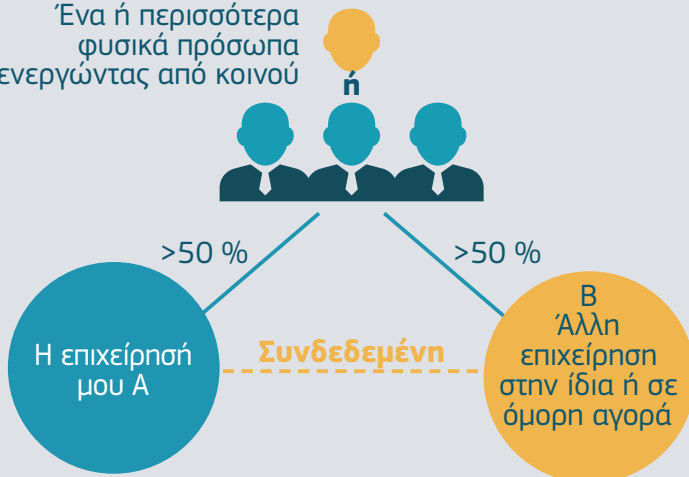 Ένα ή περισσότερα
φυσικά πρόσωπα
ενεργώντας από κοινού
ή
>50 %
>50 %
Η επιχείρησή
μου Α
Συνδεδεμένη
Β
Άλλη
επιχείρηση
στην ίδια ή σε
όμορη αγορά